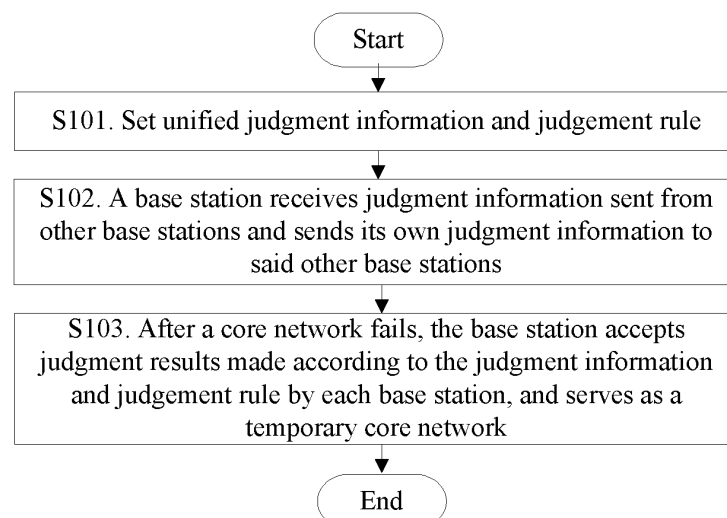 Start
S101. Set unified judgment information and judgement rule
S102. A base station receives judgment information sent from
other base stations and sends its own judgment information to
said other base stations
S103. After a core network fails, the base station accepts
judgment results made according to the judgment information
and judgement rule by each base station, and serves as a
temporary core network
End